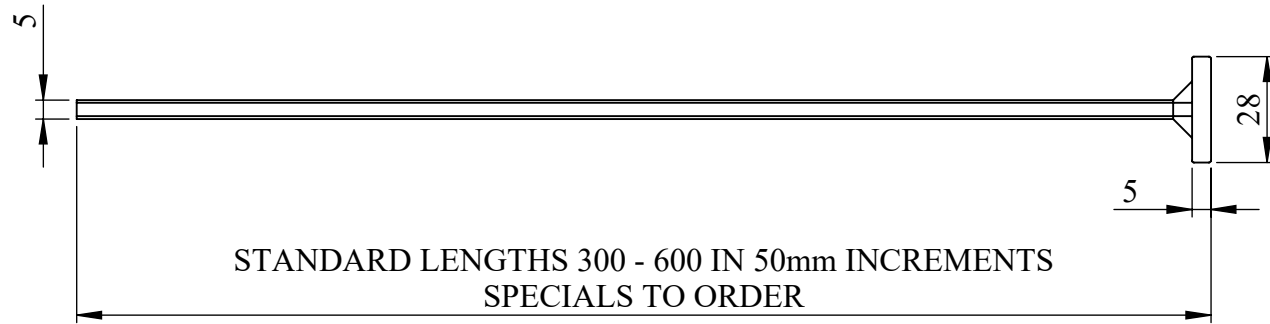 5
28
5
STANDARD LENGTHS 300 - 600 IN 50mm INCREMENTS
SPECIALS TO ORDER